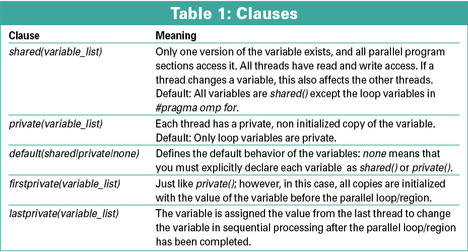 Table 1: Clauses
Clause Meaning
shared(variable_list) Only one version of the variable exists, and all parallel program
sections access it. All threads have read and write access. If a
thread changes a variable, this also affects the other threads.
Default: All variables are shared() except the loop variables in
#pragma omp for.
private(variable_list) Each thread has a private, non initialized copy of the variable.
Default: Only loop variables are private.
default(shared|private|none) Defines the default behavior of the variables: none means that
you must explicitly declare each variable as shared() or private().
firstprivate(variable_list) Just like private(); however, in this case, all copies are initialized
with the value of the variable before the parallel loop/region.
lastprivate(variable_list) The variable is assigned the value from the last thread to change
the variable in sequential processing after the parallel loop/region
has been completed.